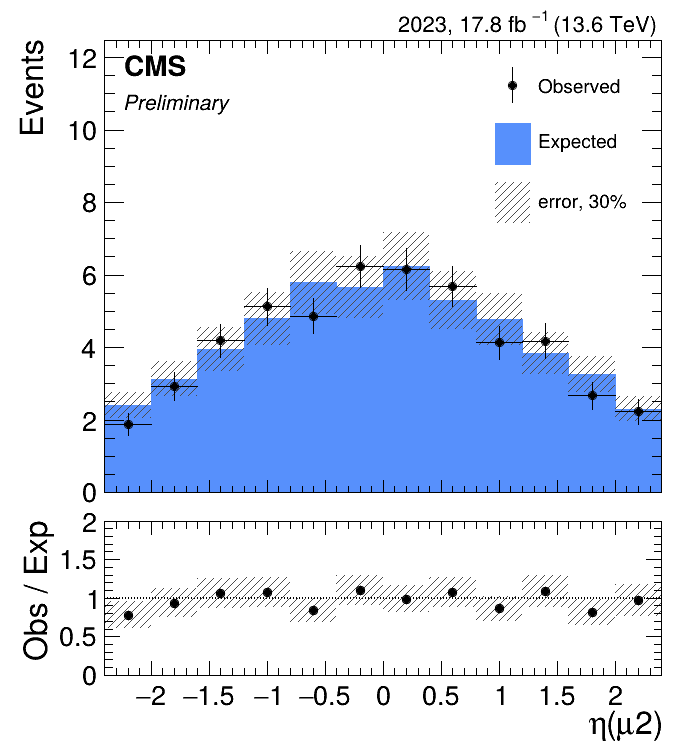 2023, 17.8 fb⁻¹ (13.6 TeV)
CMS
Preliminary
Observed
Expected
error, 30%
Events
12
10
8
6
4
2
0
Obs / Exp
2
1.5
1
0.5
0
−2 −1.5 −1 −0.5 0 0.5 1 1.5 2
η(μ2)